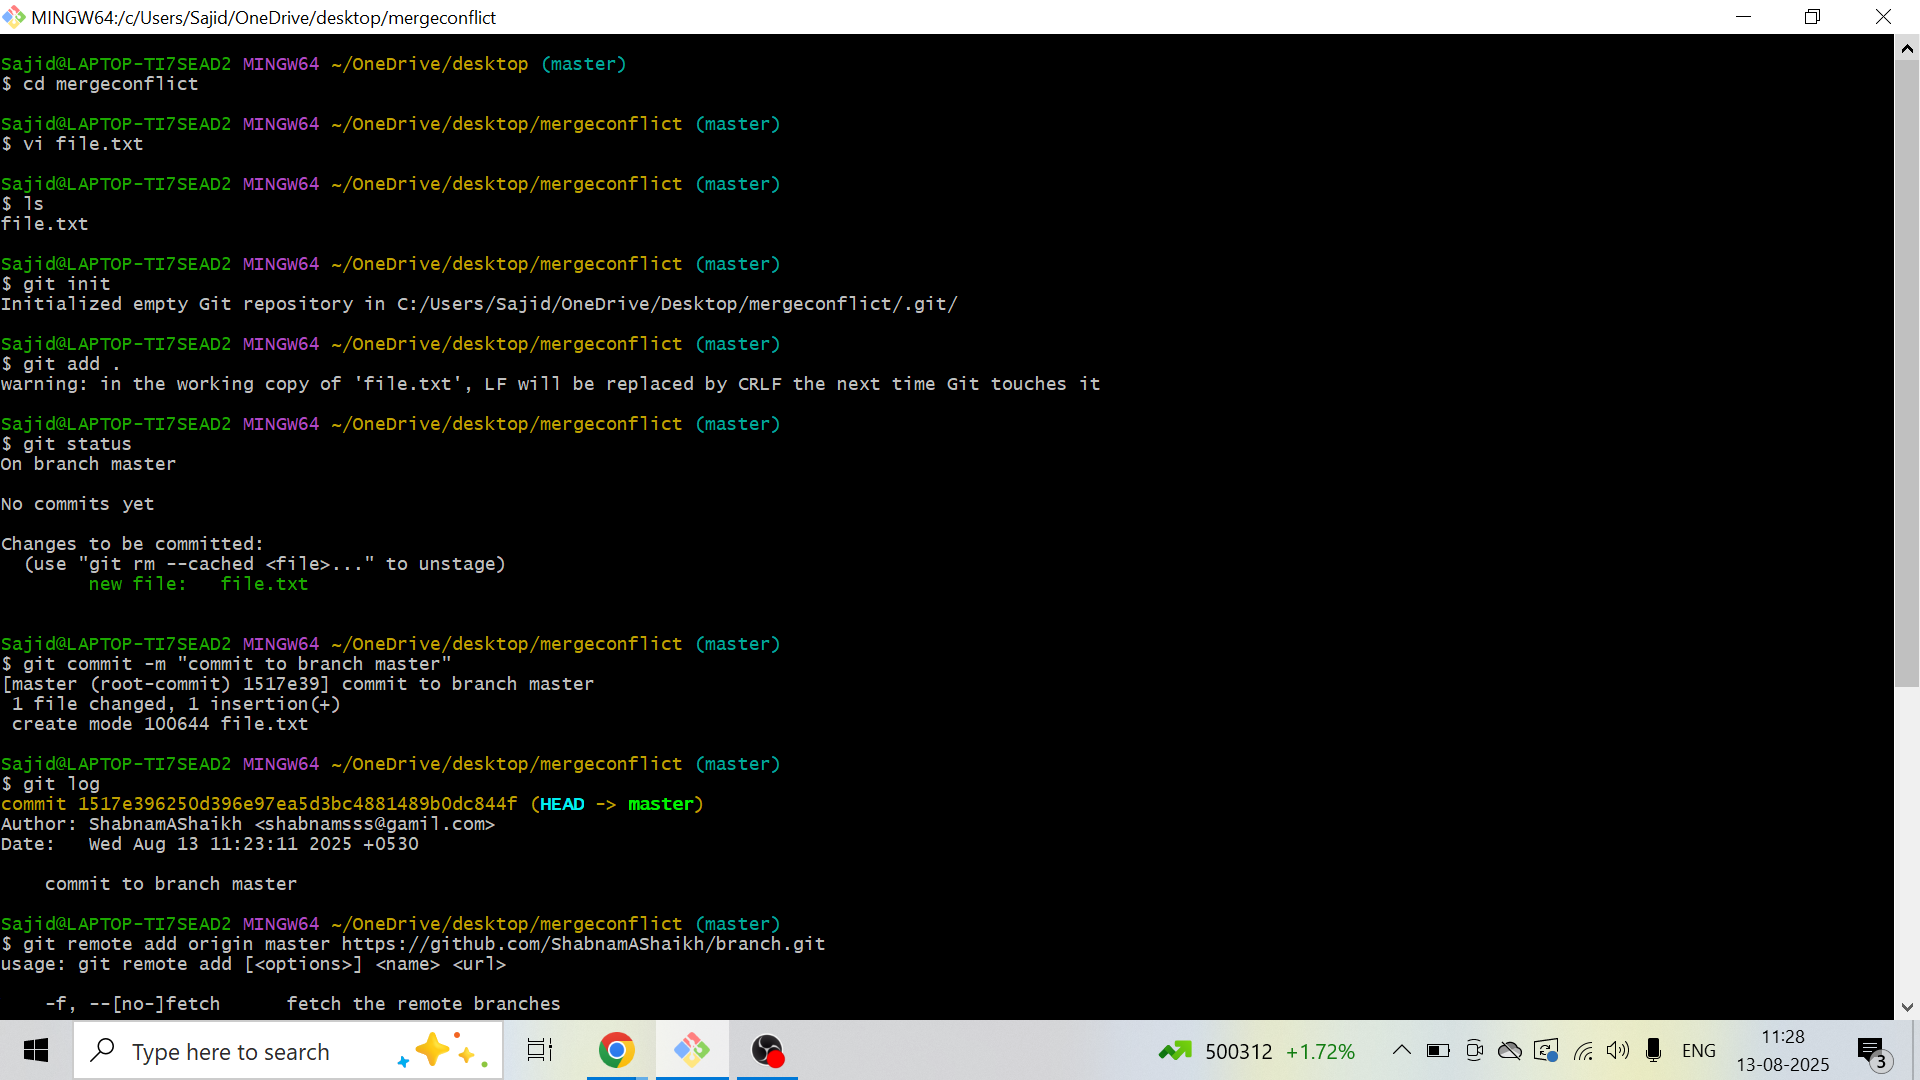 MINGW64:/c/Users/Sajid/OneDrive/desktop/mergeconflict
Sajid@LAPTOP-TI7SEAD2 MINGW64 ~/OneDrive/desktop (master)
$ cd mergeconflict
Sajid@LAPTOP-TI7SEAD2 MINGW64 ~/OneDrive/desktop/mergeconflict (master)
$ vi file.txt
Sajid@LAPTOP-TI7SEAD2 MINGW64 ~/OneDrive/desktop/mergeconflict (master)
$ ls
file.txt
Sajid@LAPTOP-TI7SEAD2 MINGW64 ~/OneDrive/desktop/mergeconflict (master)
$ git init
Initialized empty Git repository in C:/Users/Sajid/OneDrive/Desktop/mergeconflict/.git/
Sajid@LAPTOP-TI7SEAD2 MINGW64 ~/OneDrive/desktop/mergeconflict (master)
$ git add .
warning: in the working copy of 'file.txt', LF will be replaced by CRLF the next time Git touches it
Sajid@LAPTOP-TI7SEAD2 MINGW64 ~/OneDrive/desktop/mergeconflict (master)
$ git status
On branch master
No commits yet
Changes to be committed:
  (use "git rm --cached <file>..." to unstage)
        new file:   file.txt
Sajid@LAPTOP-TI7SEAD2 MINGW64 ~/OneDrive/desktop/mergeconflict (master)
$ git commit -m "commit to branch master"
[master (root-commit) 1517e39] commit to branch master
 1 file changed, 1 insertion(+)
 create mode 100644 file.txt
Sajid@LAPTOP-TI7SEAD2 MINGW64 ~/OneDrive/desktop/mergeconflict (master)
$ git log
commit 1517e396250d396e97ea5d3bc4881489b0dc844f (HEAD -> master)
Author: ShabnamAShaikh <shabnamsss@gamil.com>
Date:   Wed Aug 13 11:23:11 2025 +0530
    commit to branch master
Sajid@LAPTOP-TI7SEAD2 MINGW64 ~/OneDrive/desktop/mergeconflict (master)
$ git remote add origin master https://github.com/ShabnamAShaikh/branch.git
usage: git remote add [<options>] <name> <url>
    -f, --[no-]fetch      fetch the remote branches
Type here to search
500312 +1.72%
ENG
11:28
13-08-2025
3